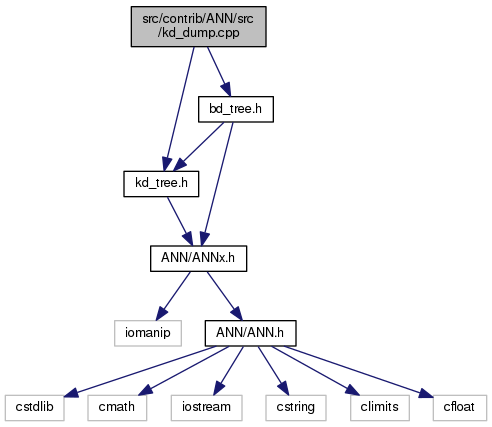 src/contrib/ANN/src
/kd_dump.cpp
bd_tree.h
kd_tree.h
ANN/ANNx.h
iomanip
ANN/ANN.h
cstdlib
cmath
iostream
cstring
climits
cfloat